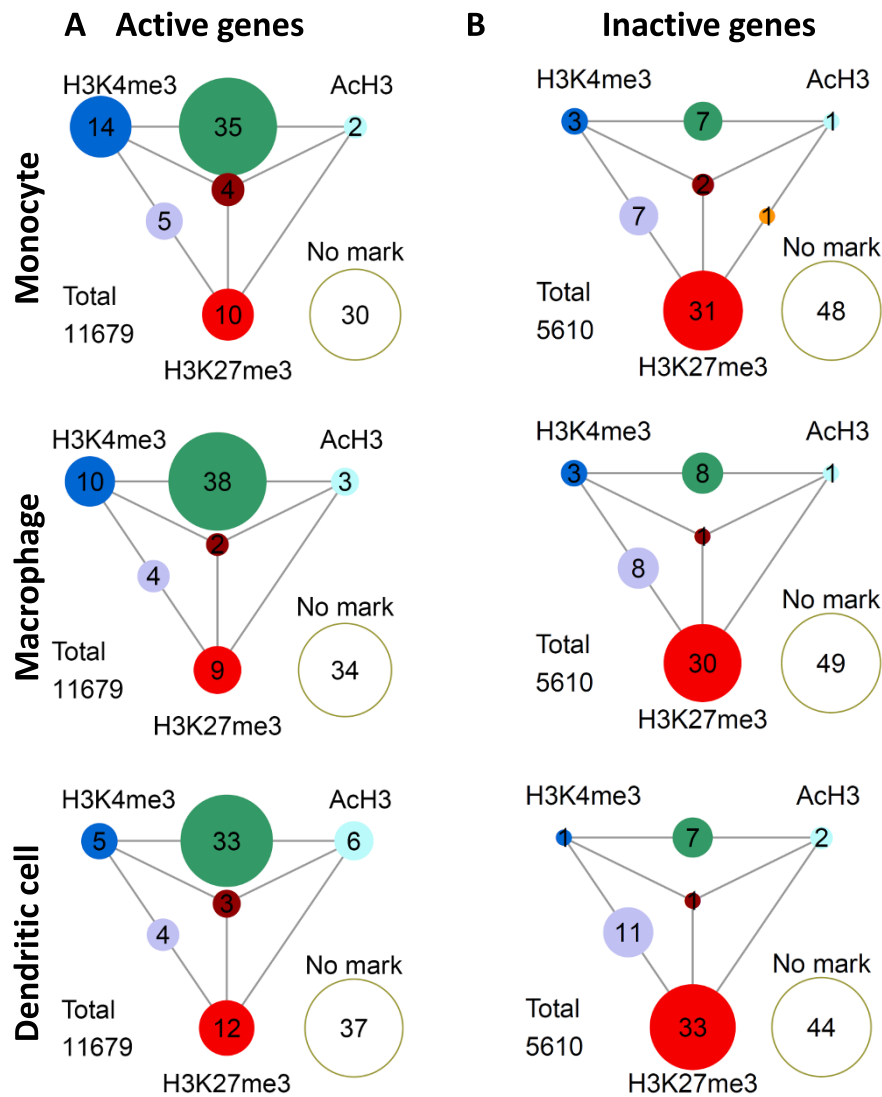 A Active genes
B Inactive genes
Monocyte
H3K4me3 AcH3
14 35 2
4
5
No mark
Total
11679
10 30
H3K27me3
H3K4me3 AcH3
3 7 1
2
7 1
No mark
Total
5610
31 48
H3K27me3
Macrophage
H3K4me3 AcH3
10 38 3
2
4
No mark
Total
11679
9 34
H3K27me3
H3K4me3 AcH3
3 8 1
1
8
No mark
Total
5610
30 49
H3K27me3
Dendritic cell
H3K4me3 AcH3
5 33 6
3
4
No mark
Total
11679
12 37
H3K27me3
H3K4me3 AcH3
1 7 2
1
11
No mark
Total
5610
33 44
H3K27me3